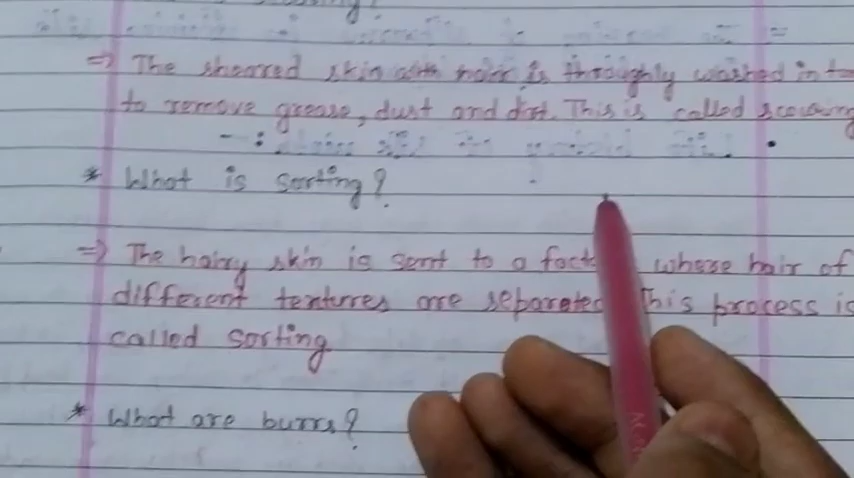 ⇒ The sheared skin with hair is throughly washed in ta
to remove grease, dust and dirt. This is called scouring
* What is sorting?
⇒ The hairy skin is sent to a fact where hair of
different textures are separated This process is
called sorting
* What are burrs?